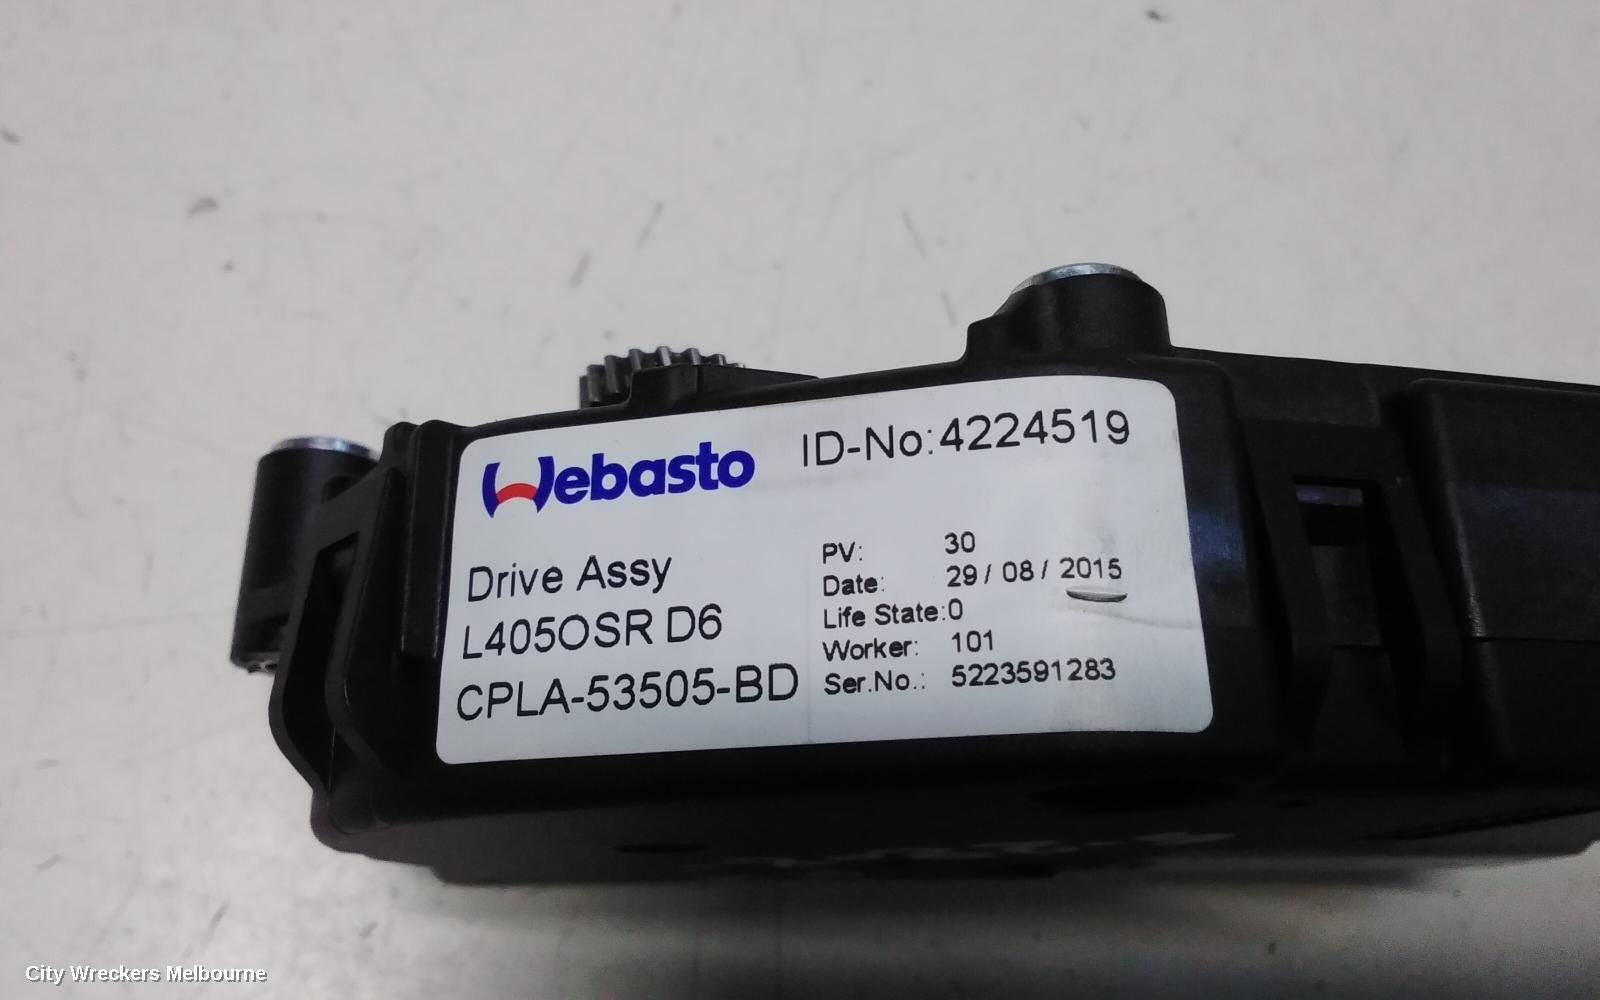 Webasto
ID-No:4224519
Drive Assy
L405OSR D6
CPLA-53505-BD
PV: 30
Date: 29/ 08/ 2015
Life State:0
Worker: 101
Ser.No.: 5223591283
City Wreckers Melbourne